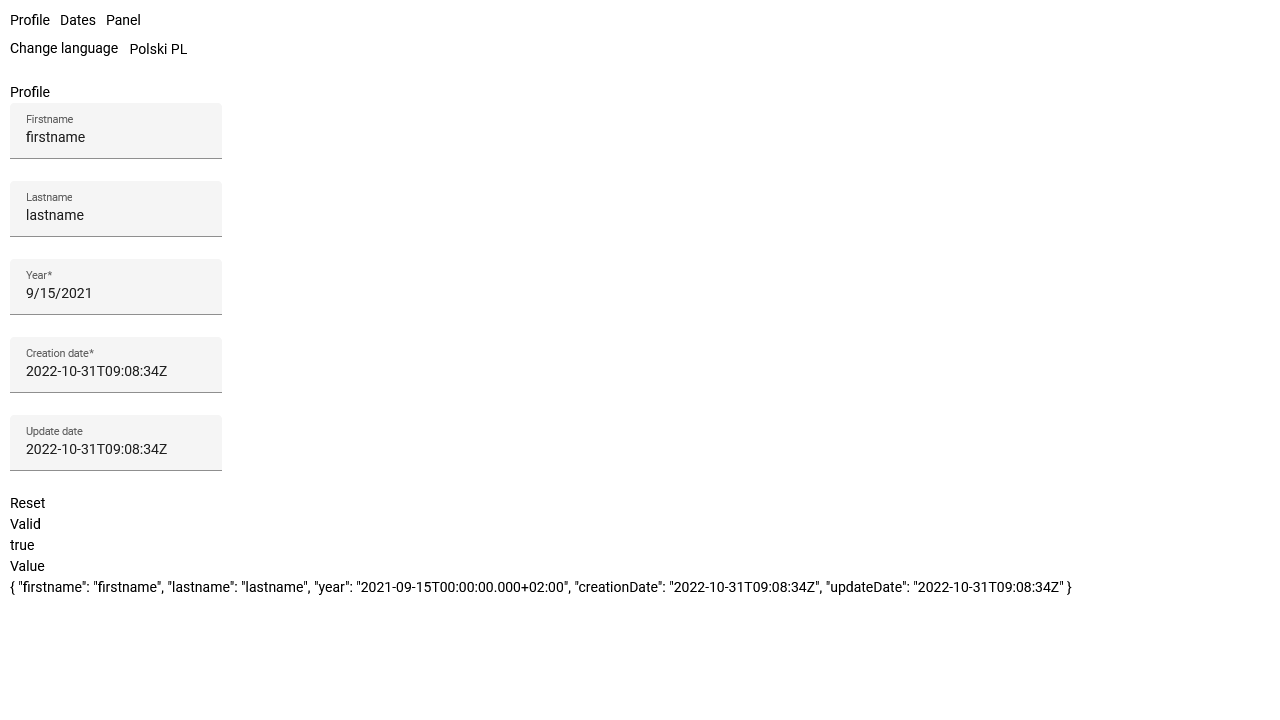 Profile Dates Panel
Change language Polski PL
Profile
Firstname
firstname
Lastname
lastname
Year*
9/15/2021
Creation date*
2022-10-31T09:08:34Z
Update date
2022-10-31T09:08:34Z
Reset
Valid
true
Value
{ "firstname": "firstname", "lastname": "lastname", "year": "2021-09-15T00:00:00.000+02:00", "creationDate": "2022-10-31T09:08:34Z", "updateDate": "2022-10-31T09:08:34Z" }